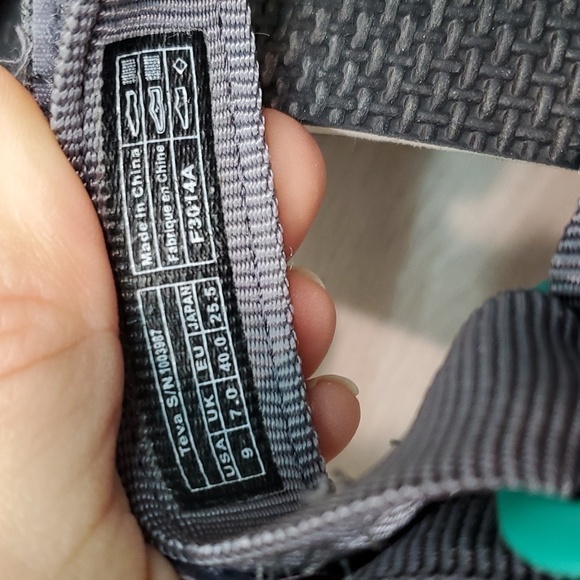 Teva S/N 1003987
USA UK EU JAPAN
9 7.0 40.0 25.5
Made in China
Fabriqué en Chine
F3014A